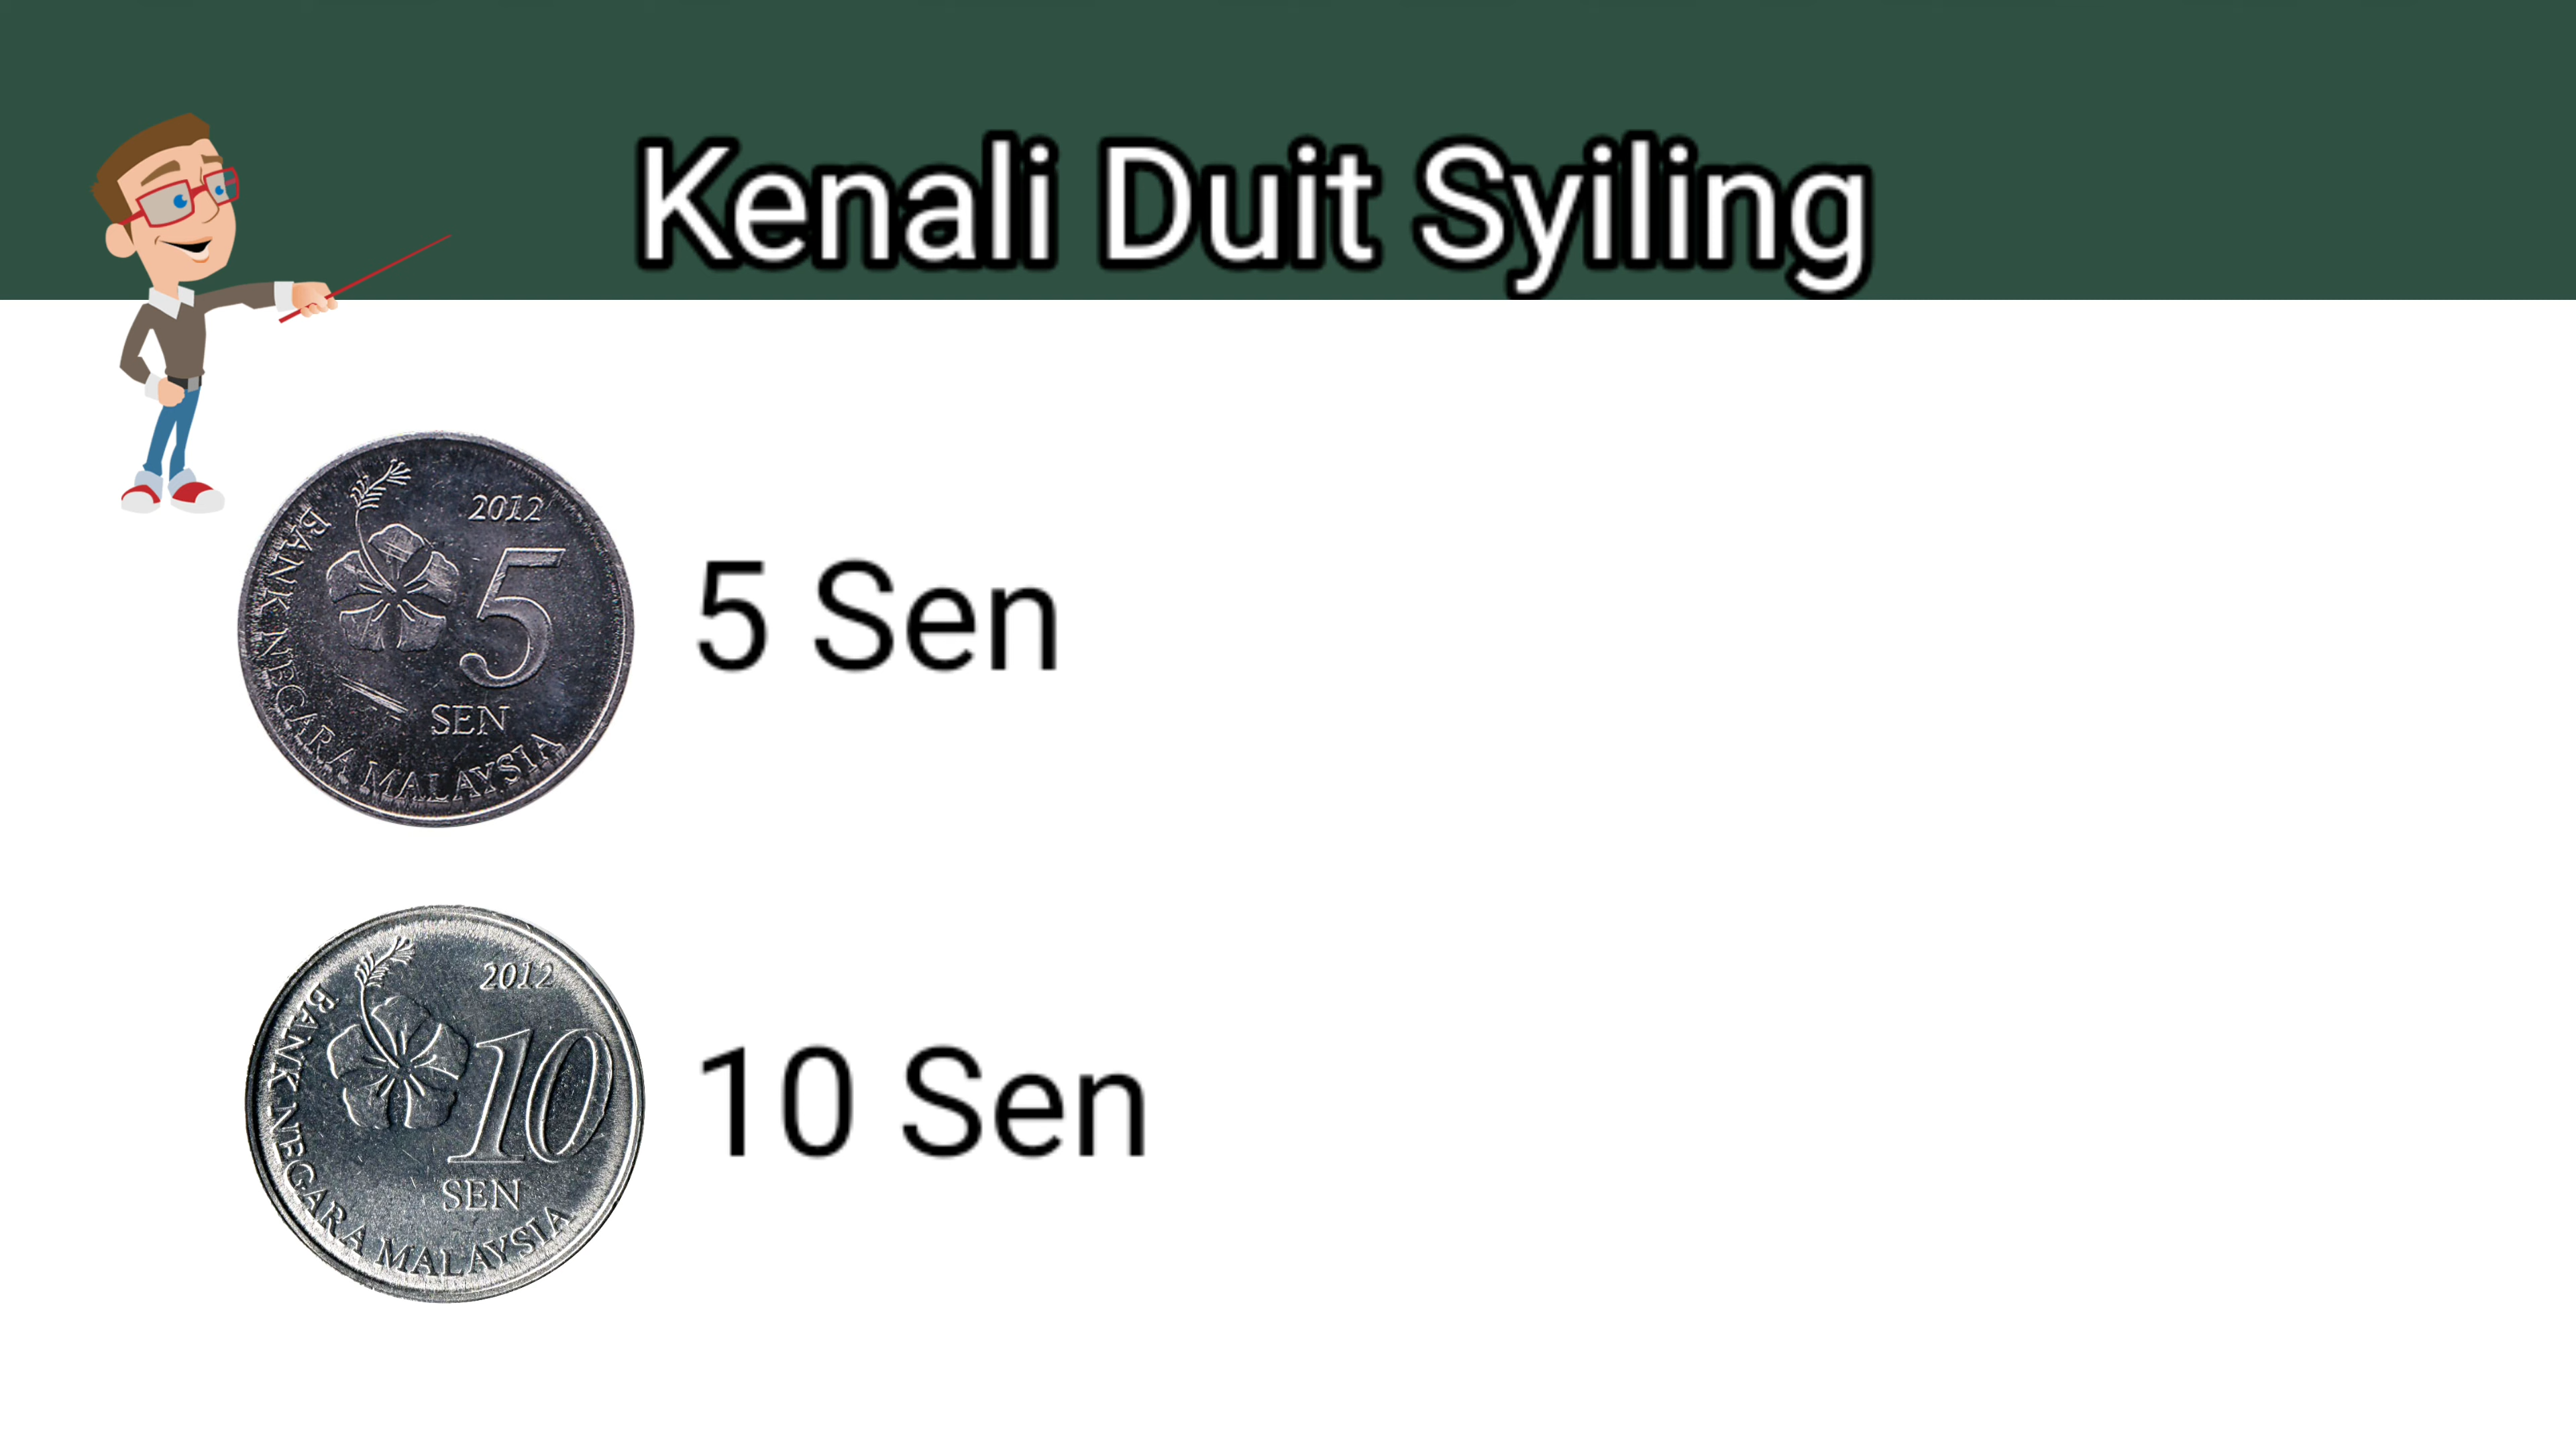 Kenali Duit Syiling
2012
5
SEN
BANK NEGARA MALAYSIA
5 Sen
2012
10
SEN
BANK NEGARA MALAYSIA
10 Sen